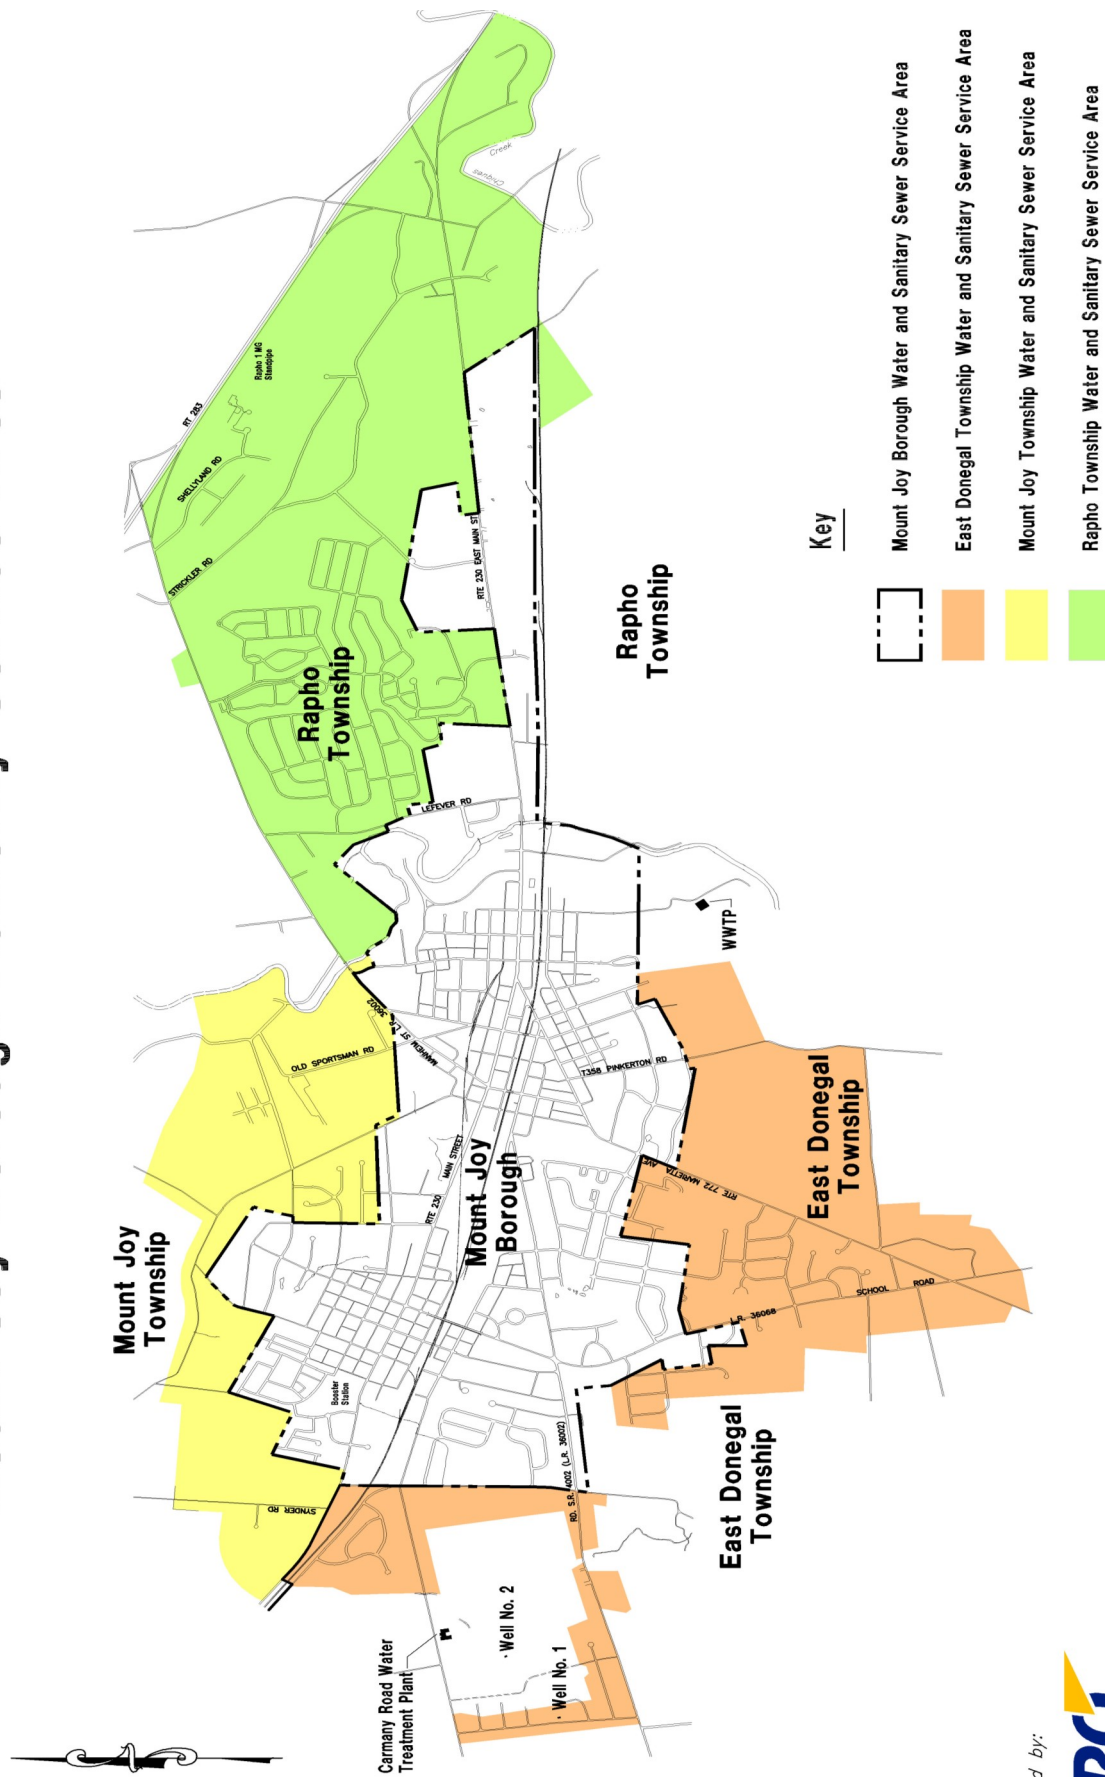 Mount Joy
Township
Rapho
Township
Mount Joy
Borough
Rapho
Township
East Donegal
Township
East Donegal
Township
RT 283
SHELLYLAND RD
STRICKLER RD
Rapho 1 MG
Standpipe
Chiques
Creek
RTE 230 EAST MAIN ST
LEFEVER RD
OLD SPORTSMAN RD
MANHEIM ST L.R. 36002
T358 PINKERTON RD
RTE 230
MAIN STREET
RTE 772 MARIETTA AVE
L.R. 36068
SCHOOL ROAD
Booster
Station
SYNDER RD
RD. S.R. 4002 (L.R. 36002)
WWTP
Carmany Road Water
Treatment Plant
Well No. 2
Well No. 1
Key
Mount Joy Borough Water and Sanitary Sewer Service Area
East Donegal Township Water and Sanitary Sewer Service Area
Mount Joy Township Water and Sanitary Sewer Service Area
Rapho Township Water and Sanitary Sewer Service Area
by: